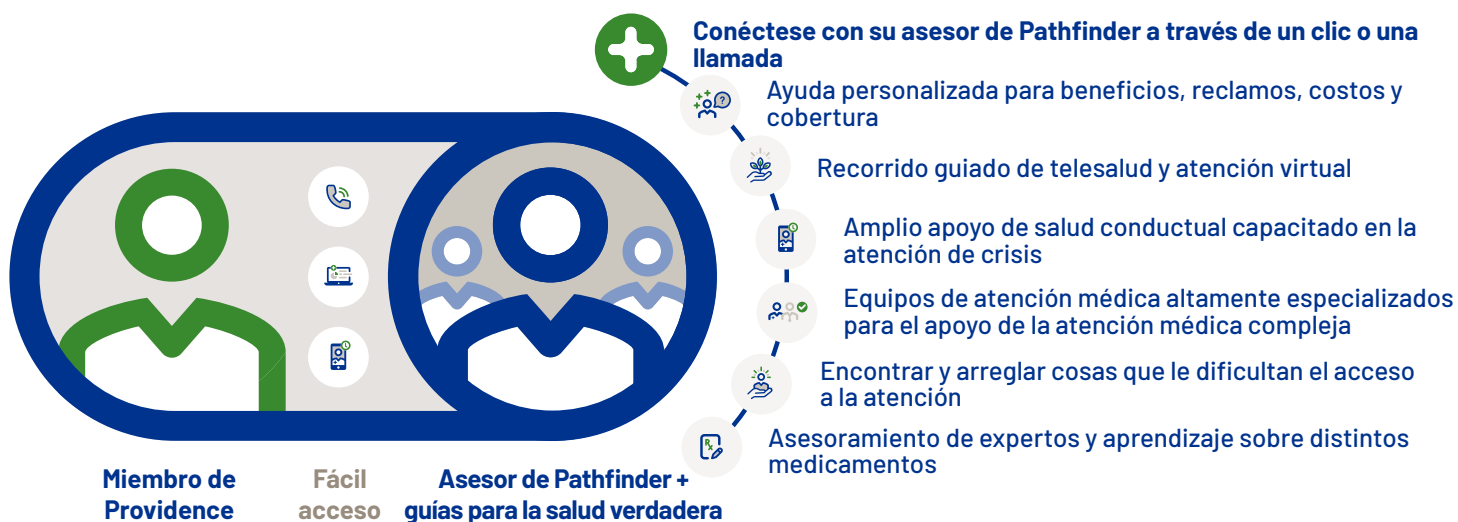 Conéctese con su asesor de Pathfinder a través de un clic o una
llamada
Ayuda personalizada para beneficios, reclamos, costos y
cobertura
Recorrido guiado de telesalud y atención virtual
Amplio apoyo de salud conductual capacitado en la
atención de crisis
Equipos de atención médica altamente especializados
para el apoyo de la atención médica compleja
Encontrar y arreglar cosas que le dificultan el acceso
a la atención
Asesoramiento de expertos y aprendizaje sobre distintos
medicamentos
Miembro de
Providence
Fácil
acceso
Asesor de Pathfinder +
guías para la salud verdadera